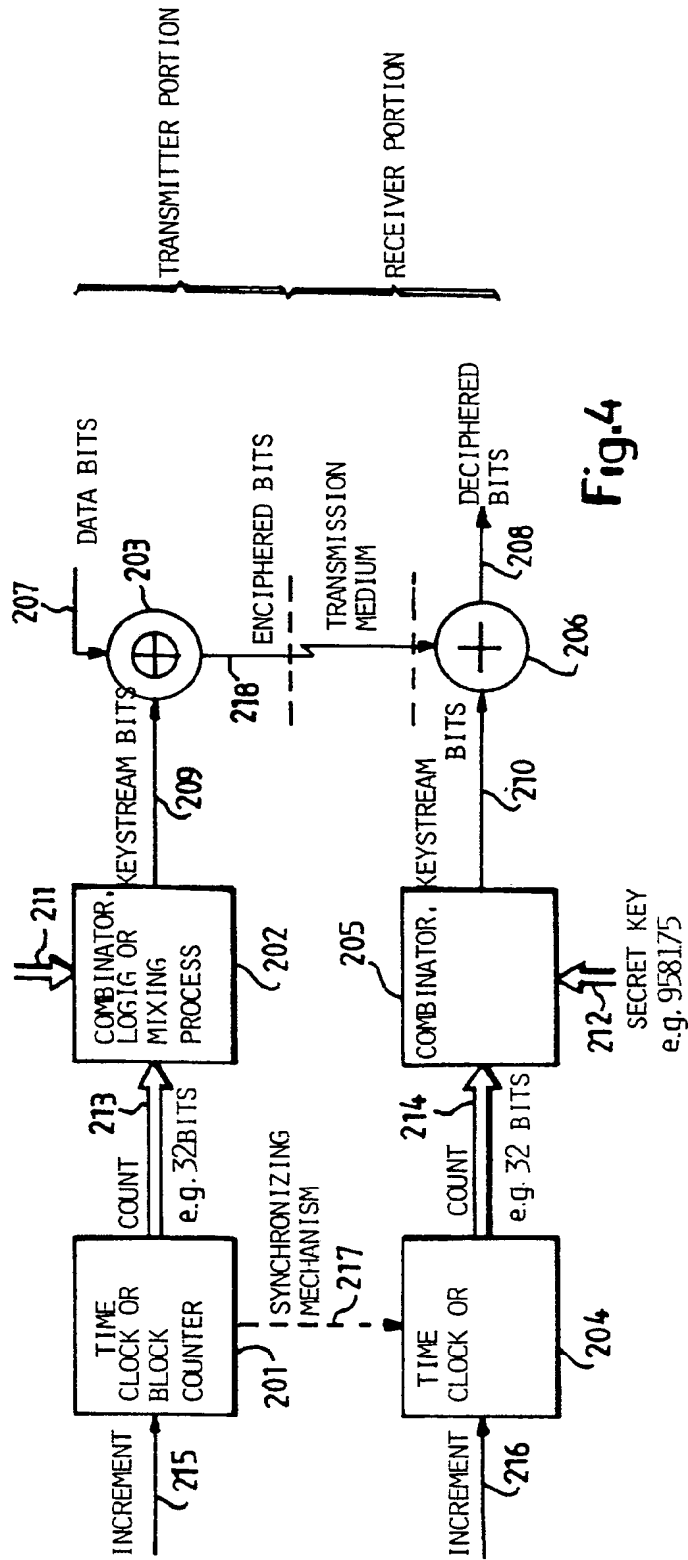 211
207
DATA BITS
TRANSMITTER PORTION
INCREMENT
215
TIME
CLOCK OR
BLOCK
COUNTER
201
COUNT
213
e.g. 32BITS
COMBINATOR,
LOGIG OR
MIXING
PROCESS
202
KEYSTREAM BITS
209
203
218
ENCIPHERED BITS
SYNCHRONIZING
MECHANISM
217
TRANSMISSION
MEDIUM
RECEIVER PORTION
INCREMENT
216
TIME
CLOCK OR
204
COUNT
214
e.g. 32 BITS
205
COMBINATOR,
212
SECRET KEY
e.g. 958175
KEYSTREAM
BITS
210
206
208
DECIPHERED
BITS
Fig.4